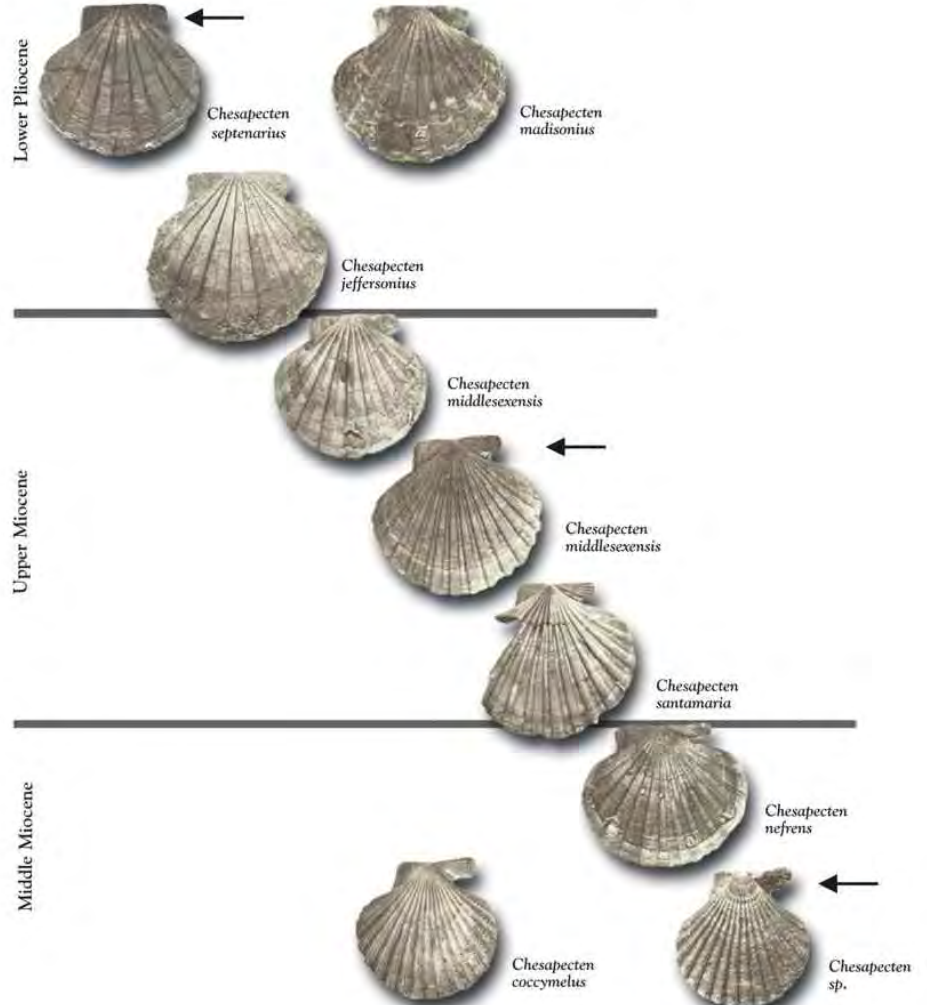 Lower Pliocene
Chesapecten
septenarius
Chesapecten
madisonius
Chesapecten
jeffersonius
Upper Miocene
Chesapecten
middlesexensis
Chesapecten
middlesexensis
Chesapecten
santamaria
Middle Miocene
Chesapecten
nefrens
Chesapecten
coccymelus
Chesapecten
sp.